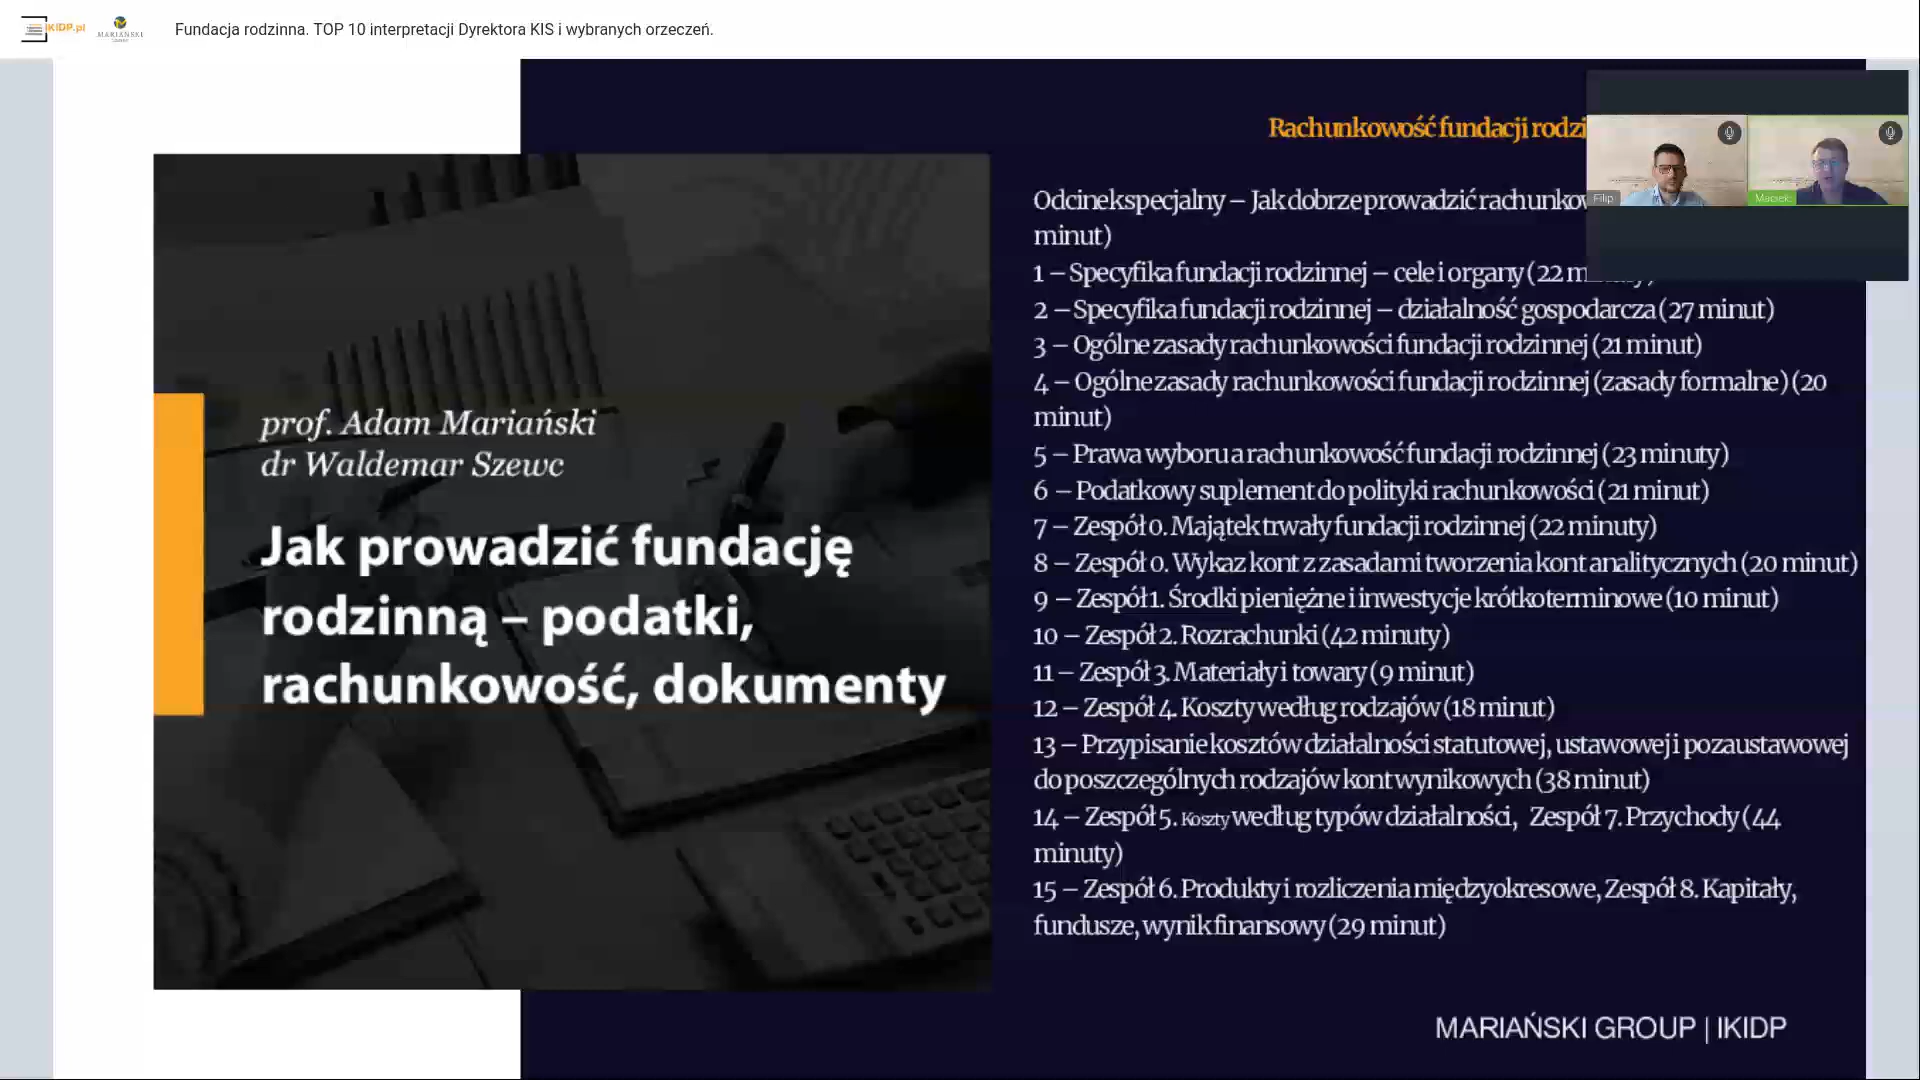 IKIDP.pl
MARIAŃSKI
Fundacja rodzinna. TOP 10 interpretacji Dyrektora KIS i wybranych orzeczeń.
prof. Adam Mariański
dr Waldemar Szewc
Jak prowadzić fundację
rodzinną – podatki,
rachunkowość, dokumenty
Rachunkowość fundacji
Filip
Maciek
Odcinek specjalny – Jak dobrze prowadzić
minut)
1 – Specyfika fundacji rodzinnej – cele i organy (22
2 – Specyfika fundacji rodzinnej – działalność gospodarcza (27 minut)
3 – Ogólne zasady rachunkowości fundacji rodzinnej (21 minut)
4 – Ogólne zasady rachunkowości fundacji rodzinnej (zasady formalne) (20
minut)
5 – Prawa wyboru a rachunkowość fundacji rodzinnej (23 minuty)
6 – Podatkowy suplement do polityki rachunkowości (21 minut)
7 – Zespół 0. Majątek trwały fundacji rodzinnej (22 minuty)
8 – Zespół 0. Wykaz kont z zasadami tworzenia kont analitycznych (20 minut)
9 – Zespół 1. Środki pieniężne i inwestycje krótkoterminowe (10 minut)
10 – Zespół 2. Rozrachunki (42 minuty)
11 – Zespół 3. Materiały i towary (9 minut)
12 – Zespół 4. Koszty według rodzajów (18 minut)
13 – Przypisanie kosztów działalności statutowej, ustawowej i pozaustawowej
do poszczególnych rodzajów kont wynikowych (38 minut)
14 – Zespół 5. Koszty według typów działalności, Zespół 7. Przychody (44
minuty)
15 – Zespół 6. Produkty i rozliczenia międzyokresowe, Zespół 8. Kapitały,
fundusze, wynik finansowy (29 minut)
MARIAŃSKI GROUP | IKIDP